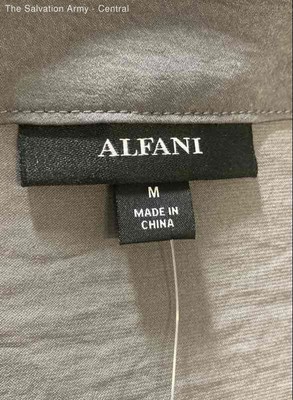 The Salvation Army - Central
ALFANI
M
MADE IN
CHINA